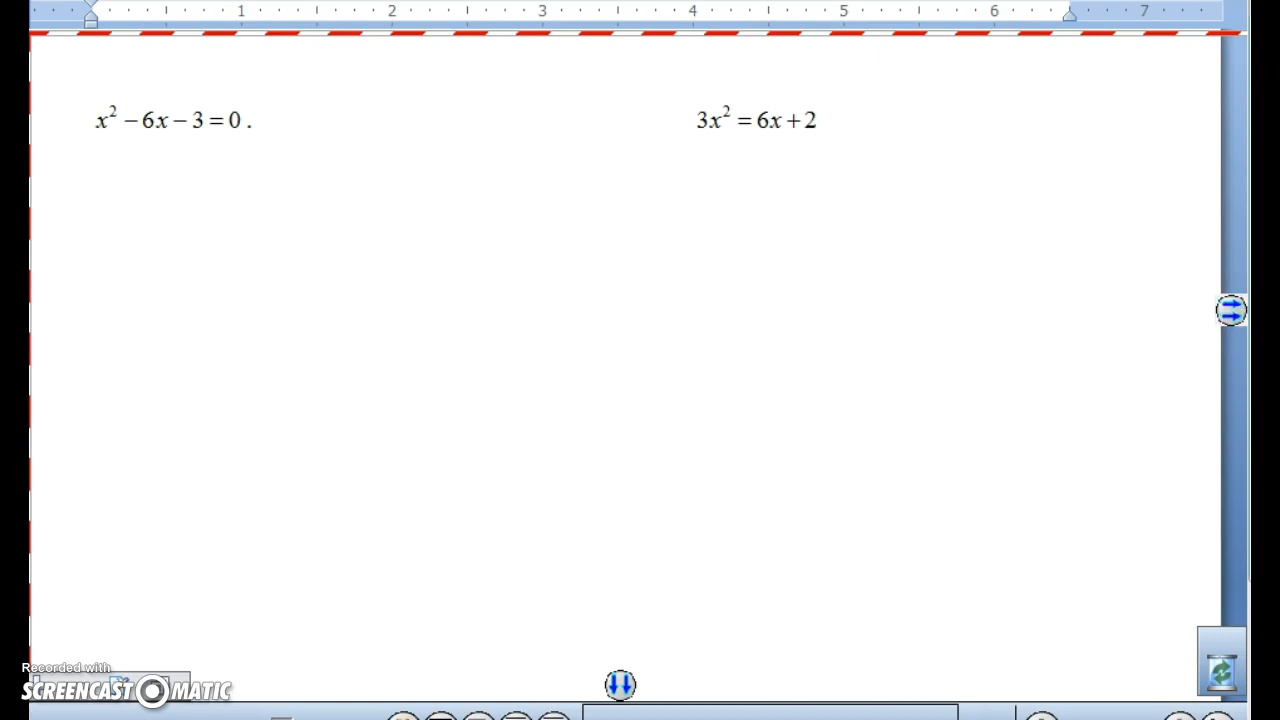 1 2 3 4 5 6 7
x² − 6x − 3 = 0 .
3x² = 6x + 2
Recorded with
SCREENCAST MATIC